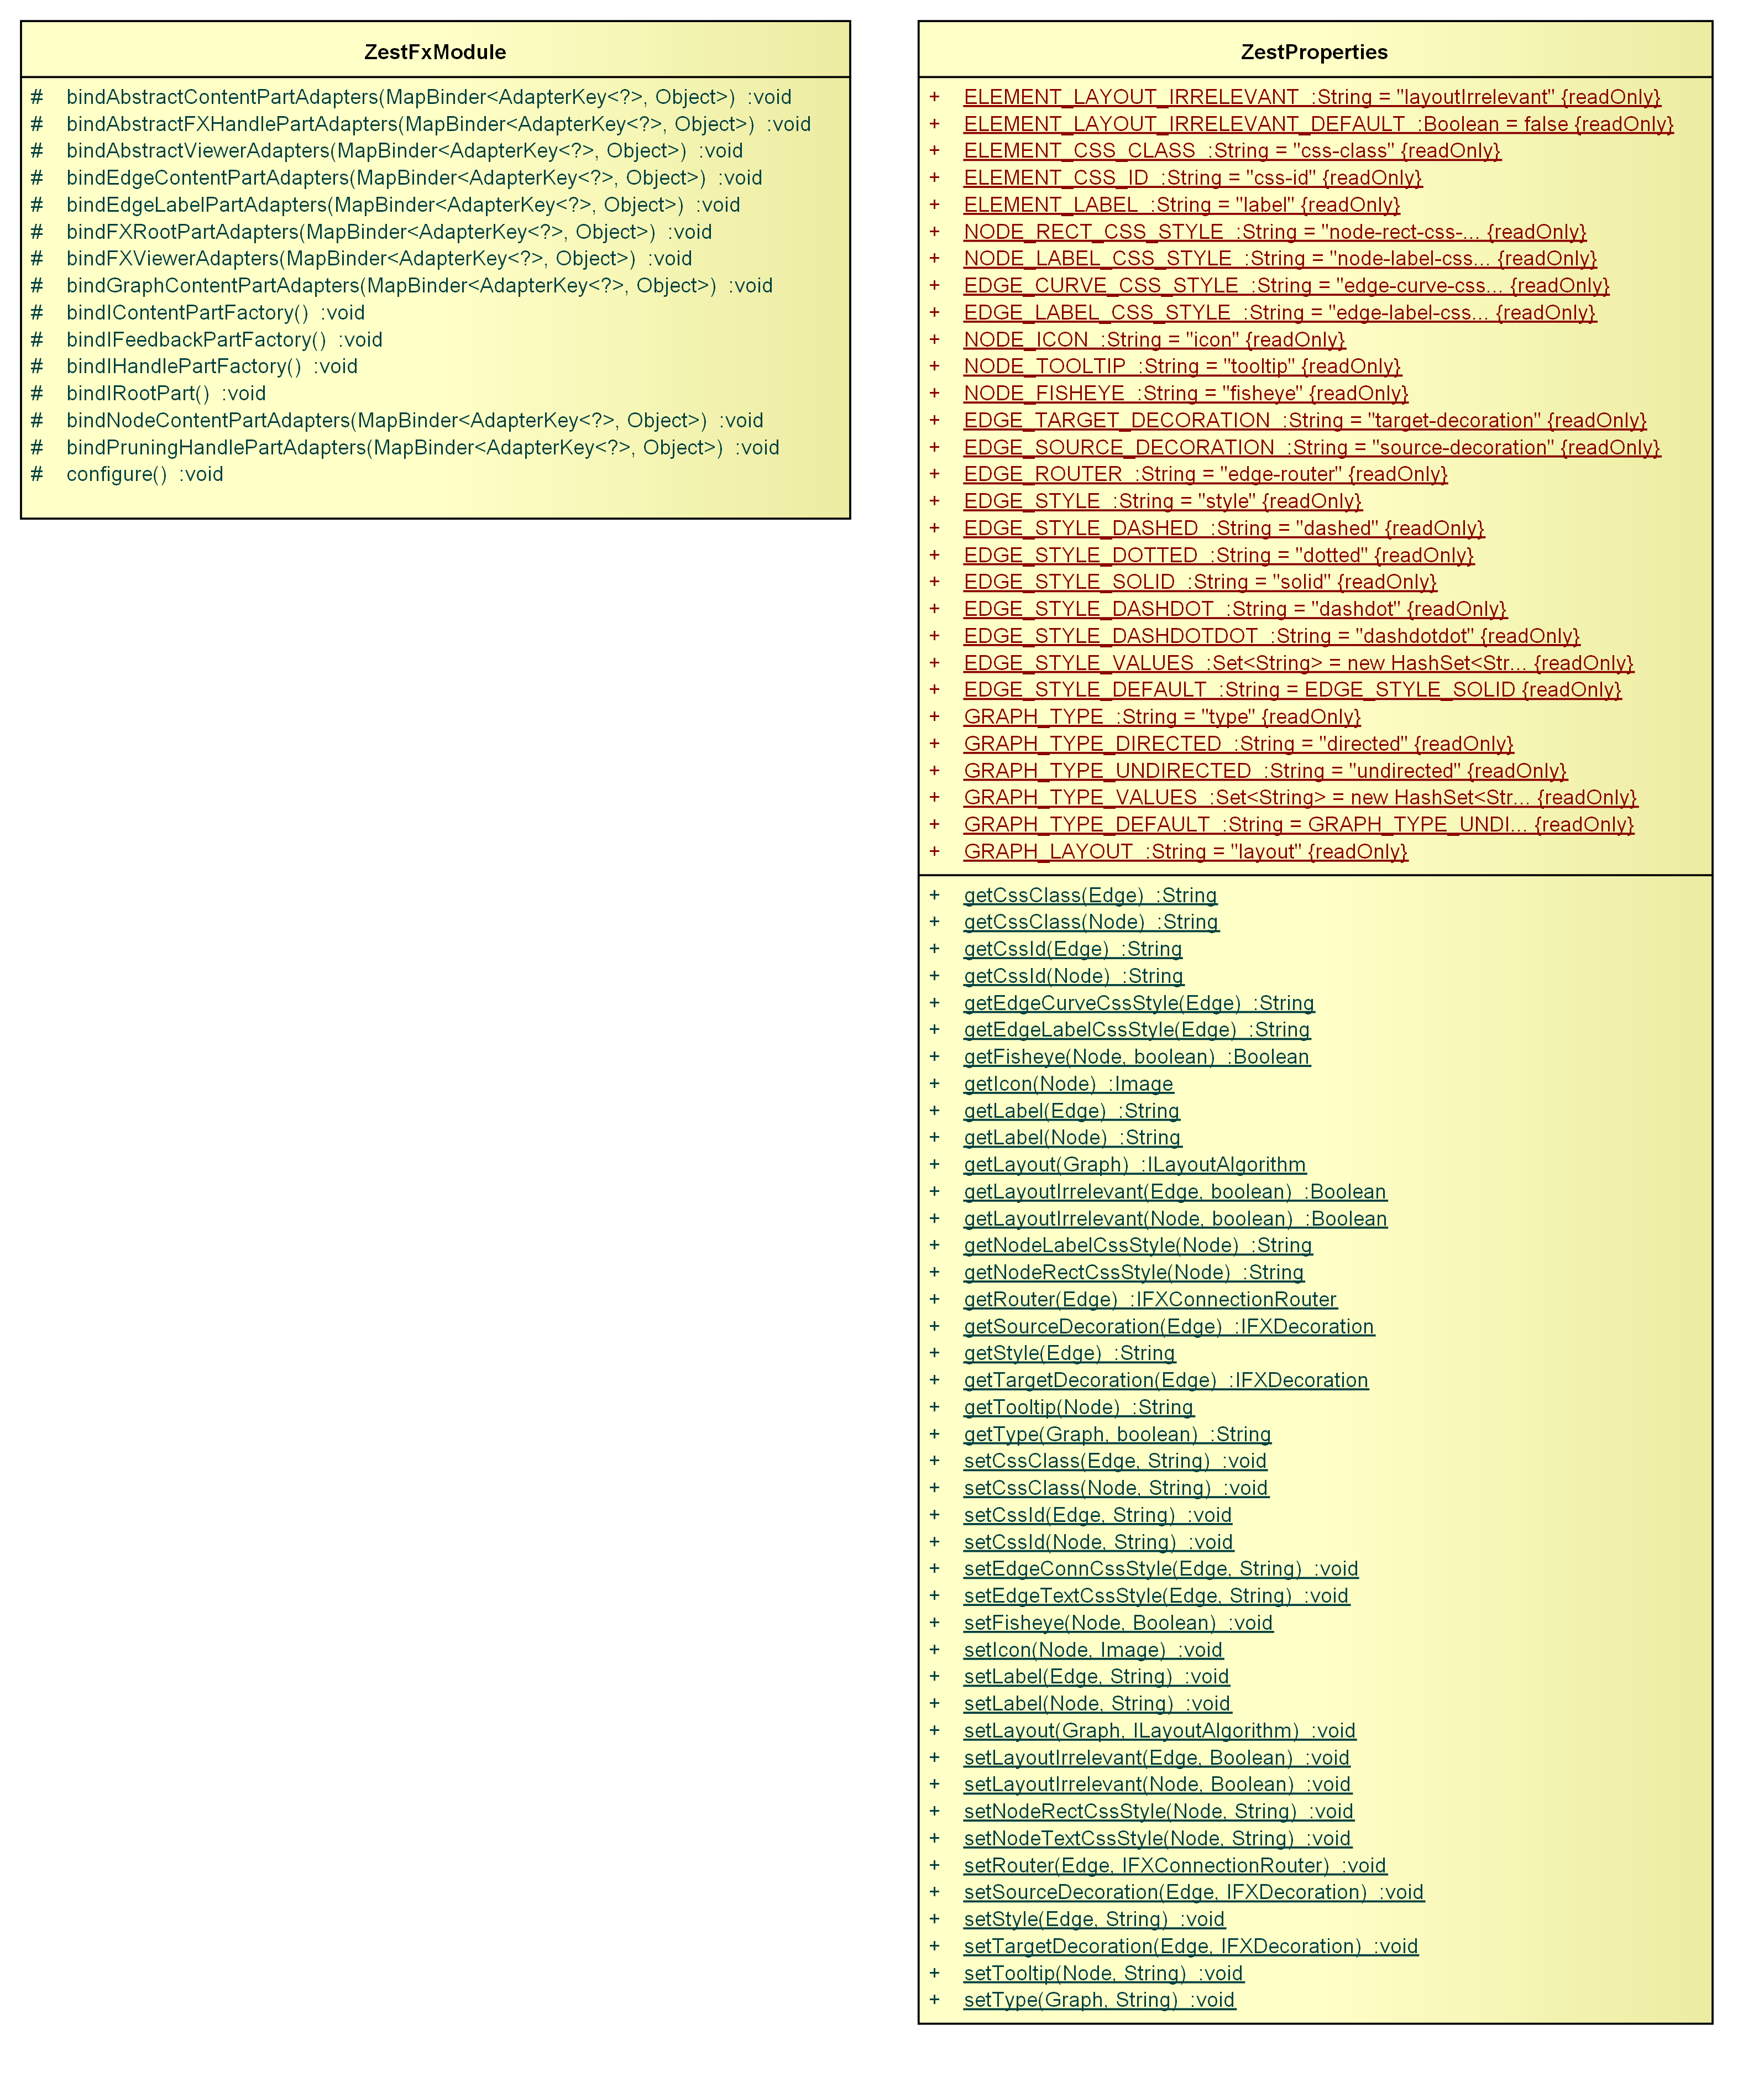 ZestFxModule
# bindAbstractContentPartAdapters(MapBinder<AdapterKey<?>, Object>) :void
# bindAbstractFXHandlePartAdapters(MapBinder<AdapterKey<?>, Object>) :void
# bindAbstractViewerAdapters(MapBinder<AdapterKey<?>, Object>) :void
# bindEdgeContentPartAdapters(MapBinder<AdapterKey<?>, Object>) :void
# bindEdgeLabelPartAdapters(MapBinder<AdapterKey<?>, Object>) :void
# bindFXRootPartAdapters(MapBinder<AdapterKey<?>, Object>) :void
# bindFXViewerAdapters(MapBinder<AdapterKey<?>, Object>) :void
# bindGraphContentPartAdapters(MapBinder<AdapterKey<?>, Object>) :void
# bindIContentPartFactory() :void
# bindIFeedbackPartFactory() :void
# bindIHandlePartFactory() :void
# bindIRootPart() :void
# bindNodeContentPartAdapters(MapBinder<AdapterKey<?>, Object>) :void
# bindPruningHandlePartAdapters(MapBinder<AdapterKey<?>, Object>) :void
# configure() :void
ZestProperties
+ ELEMENT_LAYOUT_IRRELEVANT :String = "layoutIrrelevant" {readOnly}
+ ELEMENT_LAYOUT_IRRELEVANT_DEFAULT :Boolean = false {readOnly}
+ ELEMENT_CSS_CLASS :String = "css-class" {readOnly}
+ ELEMENT_CSS_ID :String = "css-id" {readOnly}
+ ELEMENT_LABEL :String = "label" {readOnly}
+ NODE_RECT_CSS_STYLE :String = "node-rect-css-... {readOnly}
+ NODE_LABEL_CSS_STYLE :String = "node-label-css... {readOnly}
+ EDGE_CURVE_CSS_STYLE :String = "edge-curve-css... {readOnly}
+ EDGE_LABEL_CSS_STYLE :String = "edge-label-css... {readOnly}
+ NODE_ICON :String = "icon" {readOnly}
+ NODE_TOOLTIP :String = "tooltip" {readOnly}
+ NODE_FISHEYE :String = "fisheye" {readOnly}
+ EDGE_TARGET_DECORATION :String = "target-decoration" {readOnly}
+ EDGE_SOURCE_DECORATION :String = "source-decoration" {readOnly}
+ EDGE_ROUTER :String = "edge-router" {readOnly}
+ EDGE_STYLE :String = "style" {readOnly}
+ EDGE_STYLE_DASHED :String = "dashed" {readOnly}
+ EDGE_STYLE_DOTTED :String = "dotted" {readOnly}
+ EDGE_STYLE_SOLID :String = "solid" {readOnly}
+ EDGE_STYLE_DASHDOT :String = "dashdot" {readOnly}
+ EDGE_STYLE_DASHDOTDOT :String = "dashdotdot" {readOnly}
+ EDGE_STYLE_VALUES :Set<String> = new HashSet<Str... {readOnly}
+ EDGE_STYLE_DEFAULT :String = EDGE_STYLE_SOLID {readOnly}
+ GRAPH_TYPE :String = "type" {readOnly}
+ GRAPH_TYPE_DIRECTED :String = "directed" {readOnly}
+ GRAPH_TYPE_UNDIRECTED :String = "undirected" {readOnly}
+ GRAPH_TYPE_VALUES :Set<String> = new HashSet<Str... {readOnly}
+ GRAPH_TYPE_DEFAULT :String = GRAPH_TYPE_UNDI... {readOnly}
+ GRAPH_LAYOUT :String = "layout" {readOnly}
+ getCssClass(Edge) :String
+ getCssClass(Node) :String
+ getCssId(Edge) :String
+ getCssId(Node) :String
+ getEdgeCurveCssStyle(Edge) :String
+ getEdgeLabelCssStyle(Edge) :String
+ getFisheye(Node, boolean) :Boolean
+ getIcon(Node) :Image
+ getLabel(Edge) :String
+ getLabel(Node) :String
+ getLayout(Graph) :ILayoutAlgorithm
+ getLayoutIrrelevant(Edge, boolean) :Boolean
+ getLayoutIrrelevant(Node, boolean) :Boolean
+ getNodeLabelCssStyle(Node) :String
+ getNodeRectCssStyle(Node) :String
+ getRouter(Edge) :IFXConnectionRouter
+ getSourceDecoration(Edge) :IFXDecoration
+ getStyle(Edge) :String
+ getTargetDecoration(Edge) :IFXDecoration
+ getTooltip(Node) :String
+ getType(Graph, boolean) :String
+ setCssClass(Edge, String) :void
+ setCssClass(Node, String) :void
+ setCssId(Edge, String) :void
+ setCssId(Node, String) :void
+ setEdgeConnCssStyle(Edge, String) :void
+ setEdgeTextCssStyle(Edge, String) :void
+ setFisheye(Node, Boolean) :void
+ setIcon(Node, Image) :void
+ setLabel(Edge, String) :void
+ setLabel(Node, String) :void
+ setLayout(Graph, ILayoutAlgorithm) :void
+ setLayoutIrrelevant(Edge, Boolean) :void
+ setLayoutIrrelevant(Node, Boolean) :void
+ setNodeRectCssStyle(Node, String) :void
+ setNodeTextCssStyle(Node, String) :void
+ setRouter(Edge, IFXConnectionRouter) :void
+ setSourceDecoration(Edge, IFXDecoration) :void
+ setStyle(Edge, String) :void
+ setTargetDecoration(Edge, IFXDecoration) :void
+ setTooltip(Node, String) :void
+ setType(Graph, String) :void